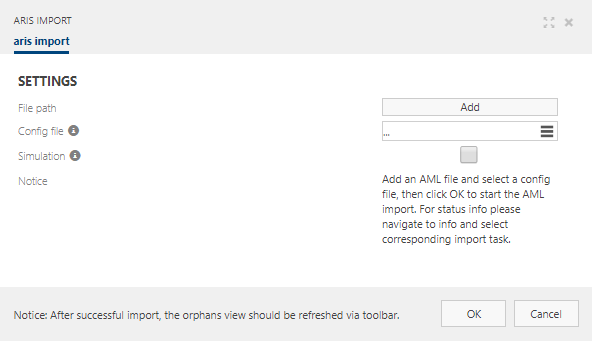 ARIS IMPORT
aris import
SETTINGS
File path
Add
Config file
...
Simulation
Notice
Add an AML file and select a config
file, then click OK to start the AML
import. For status info please
navigate to info and select
corresponding import task.
Notice: After successful import, the orphans view should be refreshed via toolbar.
OK
Cancel